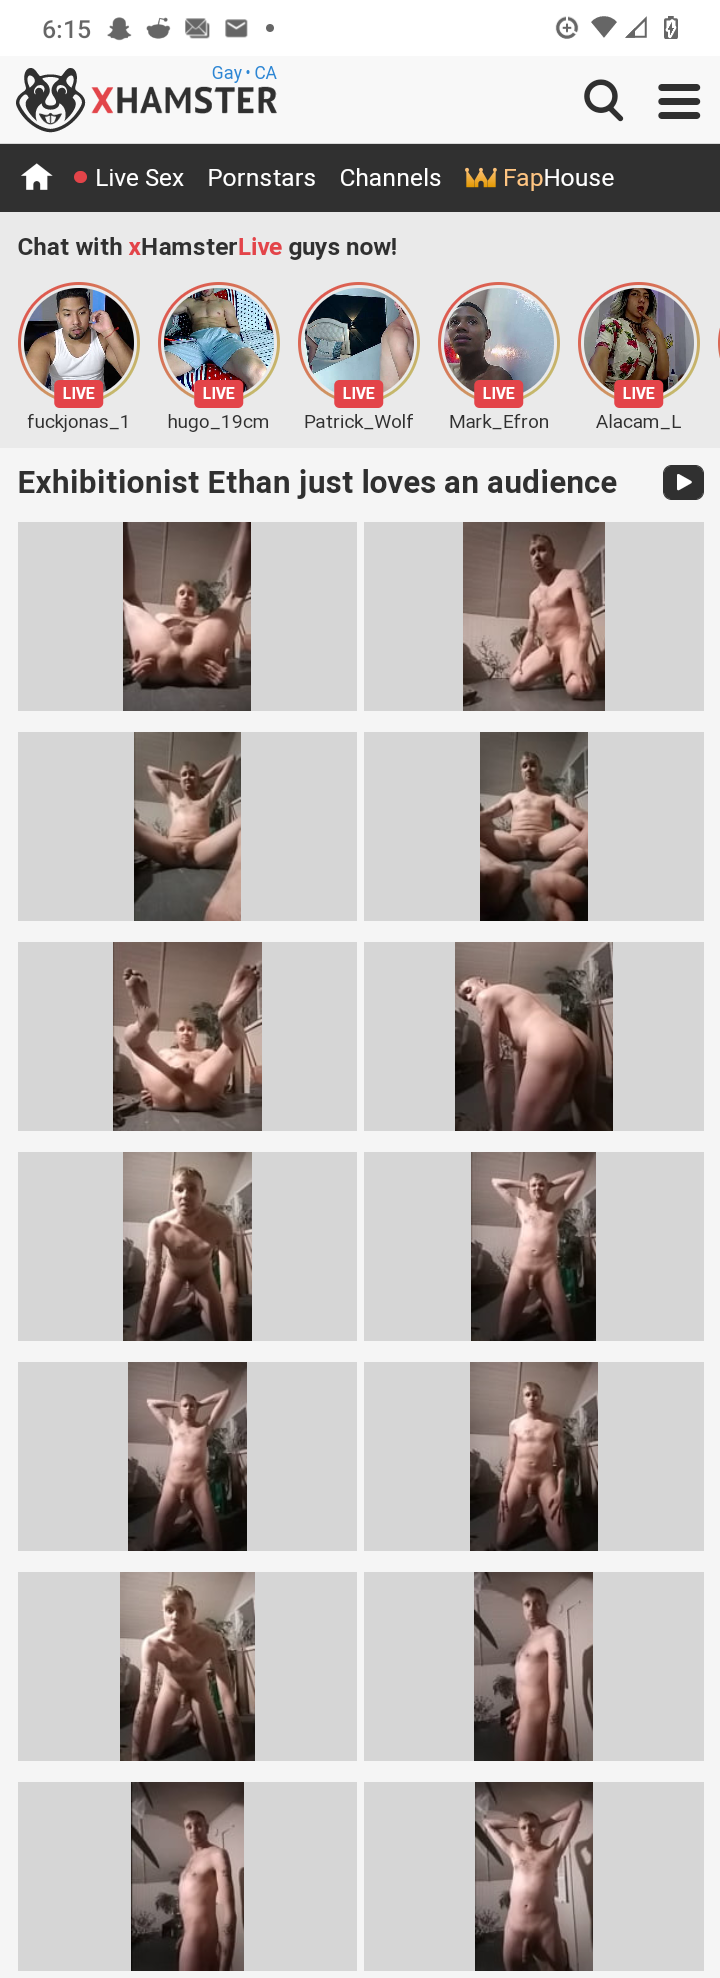 6:15
Gay • CA
XHAMSTER
Live Sex Pornstars Channels FapHouse
Chat with xHamsterLive guys now!
LIVE LIVE LIVE LIVE LIVE
fuckjonas_1 hugo_19cm Patrick_Wolf Mark_Efron Alacam_L
Exhibitionist Ethan just loves an audience